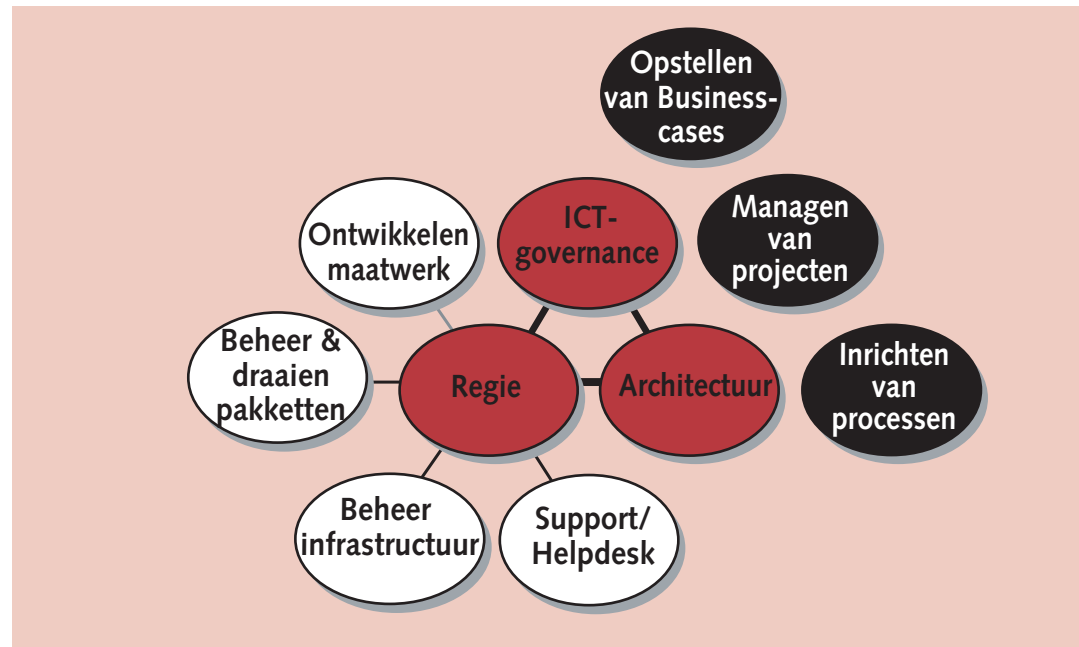 Opstellen
van Business-
cases
ICT-
governance
Managen
van
projecten
Ontwikkelen
maatwerk
Beheer &
draaien
pakketten
Regie
Architectuur
Inrichten
van
processen
Beheer
infrastructuur
Support/
Helpdesk